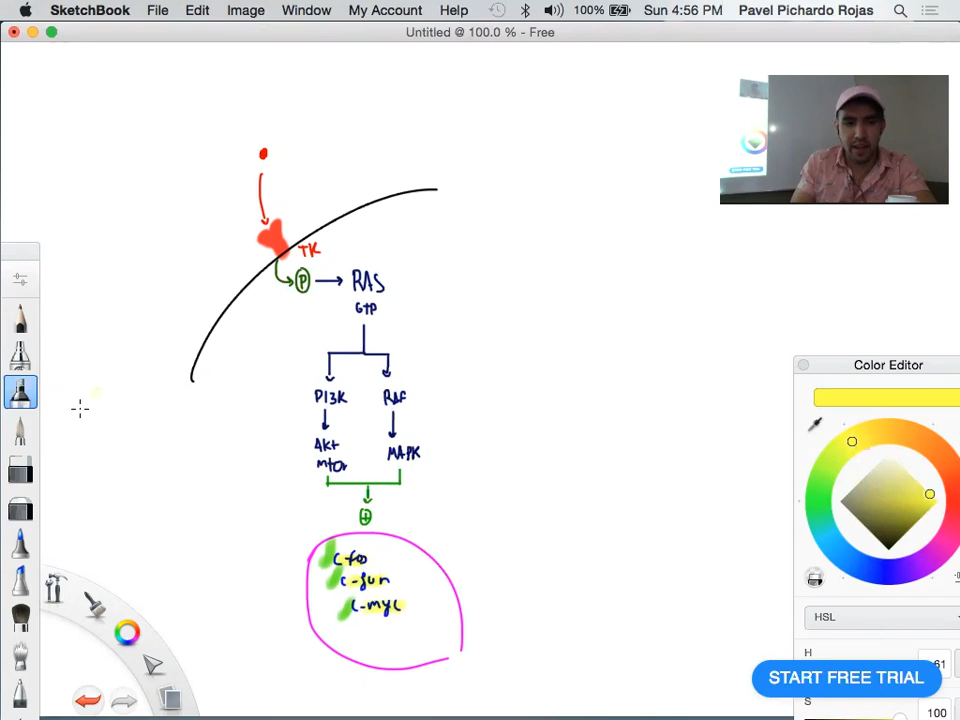 SketchBook File Edit Image Window My Account Help 100% Sun 4:56 PM Pavel Pichardo Rojas
Untitled @ 100.0 % - Free
TK
P
RAS
GTP
PI3K RAF
Akt
mTor
MAPK
+
c-fos
c-Jun
c-myc
Color Editor
HSL
H 61
START FREE TRIAL
S 100